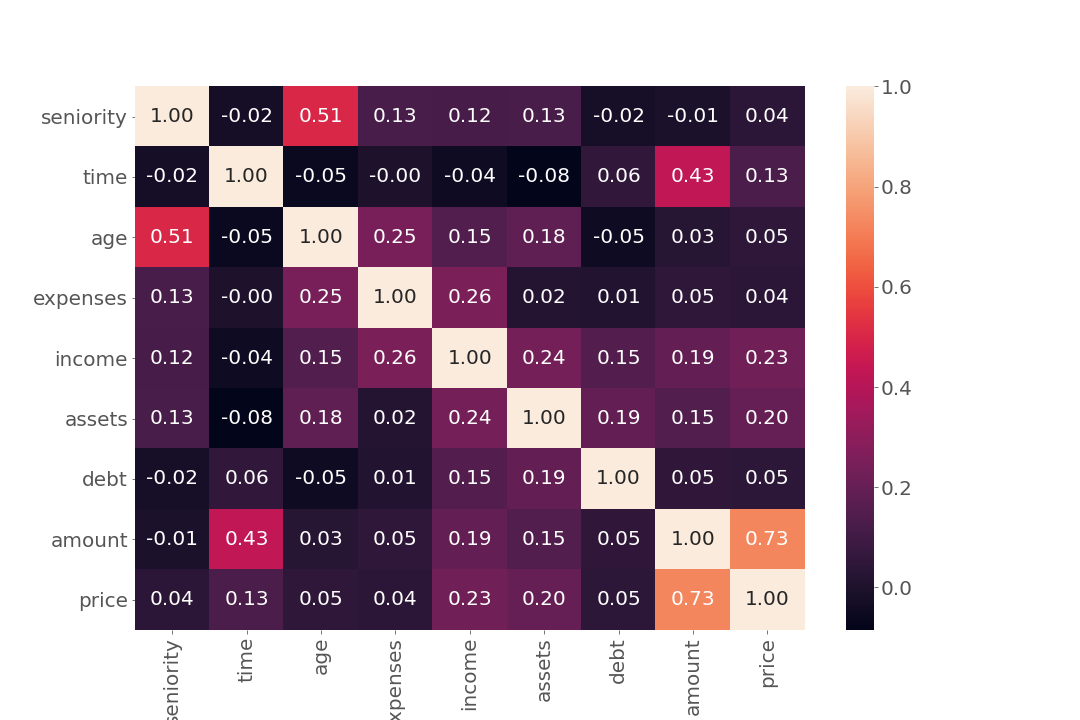 seniority 1.00 -0.02 0.51 0.13 0.12 0.13 -0.02 -0.01 0.04
time -0.02 1.00 -0.05 -0.00 -0.04 -0.08 0.06 0.43 0.13
age 0.51 -0.05 1.00 0.25 0.15 0.18 -0.05 0.03 0.05
expenses 0.13 -0.00 0.25 1.00 0.26 0.02 0.01 0.05 0.04
income 0.12 -0.04 0.15 0.26 1.00 0.24 0.15 0.19 0.23
assets 0.13 -0.08 0.18 0.02 0.24 1.00 0.19 0.15 0.20
debt -0.02 0.06 -0.05 0.01 0.15 0.19 1.00 0.05 0.05
amount -0.01 0.43 0.03 0.05 0.19 0.15 0.05 1.00 0.73
price 0.04 0.13 0.05 0.04 0.23 0.20 0.05 0.73 1.00
seniority time age xpenses income assets debt amount price
1.0
0.8
0.6
0.4
0.2
0.0